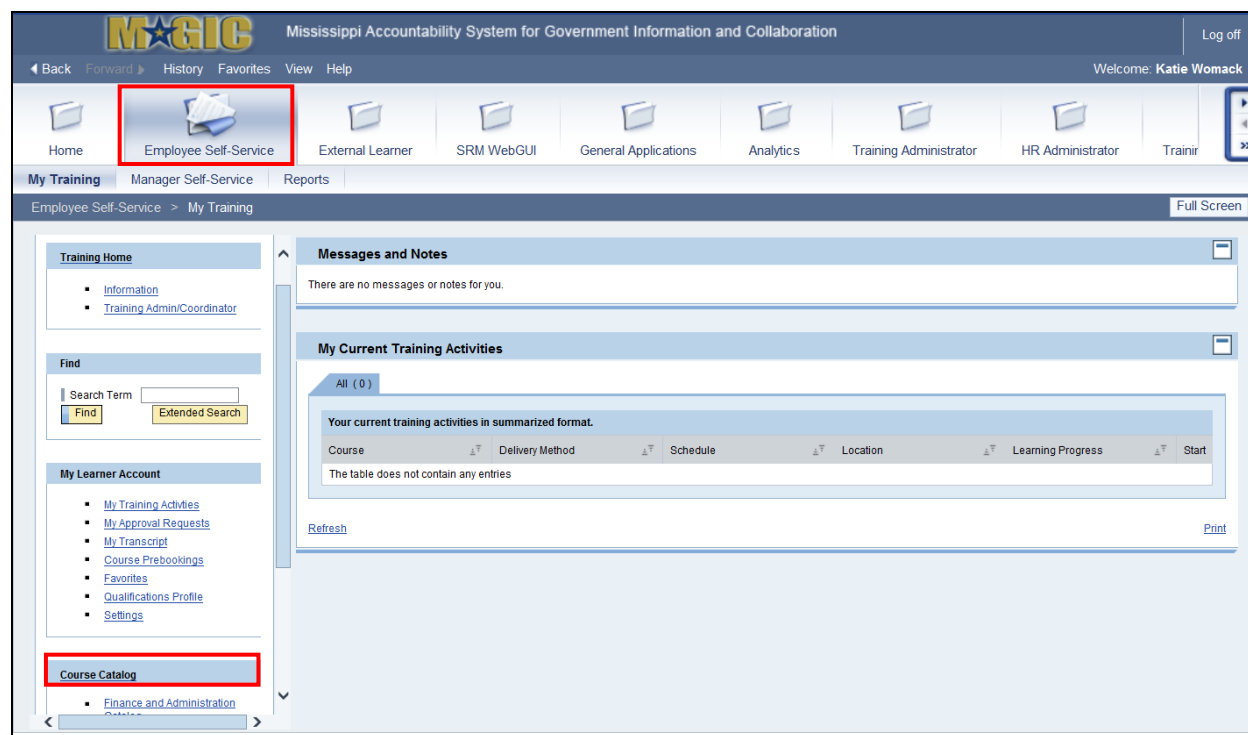 MAGIC Mississippi Accountability System for Government Information and Collaboration Log off
Back Forward History Favorites View Help Welcome: Katie Womack
Home Employee Self-Service External Learner SRM WebGUI General Applications Analytics Training Administrator HR Administrator Trainin
My Training Manager Self-Service Reports
Employee Self-Service > My Training Full Screen
Training Home
Information
Training Admin/Coordinator
Find
Search Term
Find Extended Search
My Learner Account
My Training Activties
My Approval Requests
My Transcript
Course Prebookings
Favorites
Qualifications Profile
Settings
Course Catalog
Finance and Administration
Messages and Notes
There are no messages or notes for you.
My Current Training Activities
All ( 0 )
Your current training activities in summarized format.
Course Delivery Method Schedule Location Learning Progress Start
The table does not contain any entries
Refresh Print